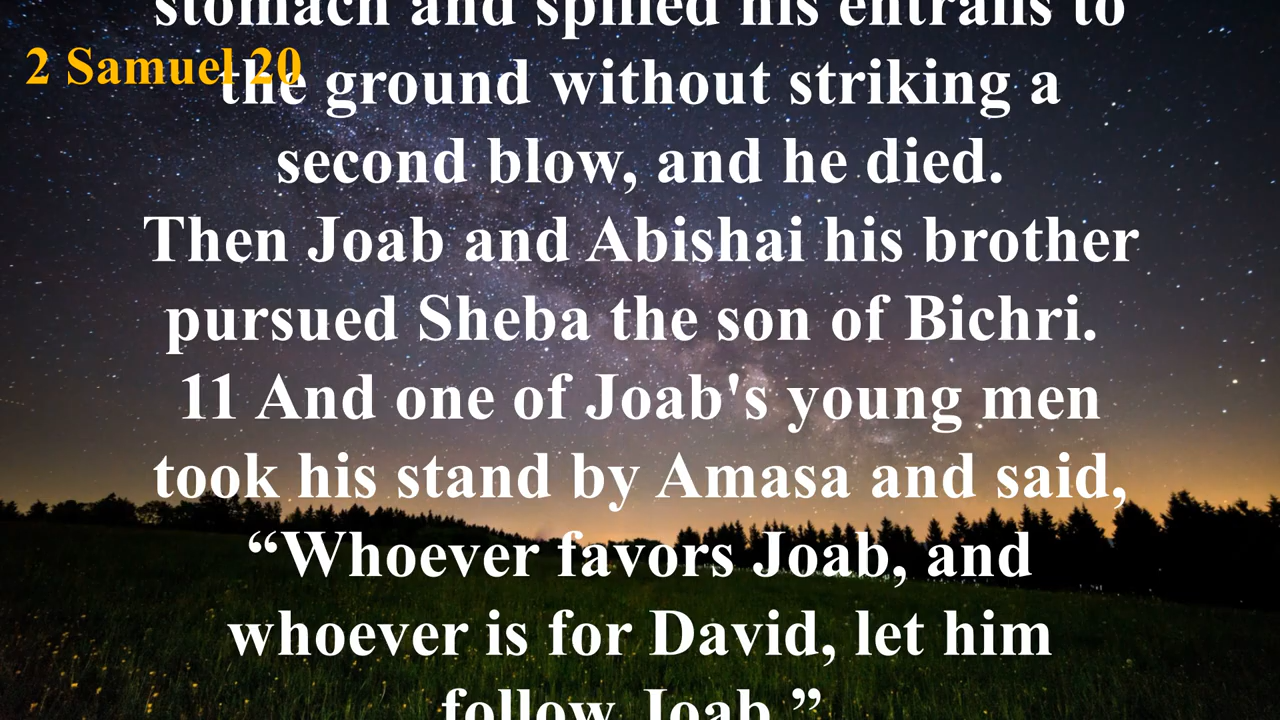 stomach and spilled his entrails to
2 Samuel 20
the ground without striking a
second blow, and he died.
Then Joab and Abishai his brother
pursued Sheba the son of Bichri.
11 And one of Joab's young men
took his stand by Amasa and said,
“Whoever favors Joab, and
whoever is for David, let him
follow Joab.”